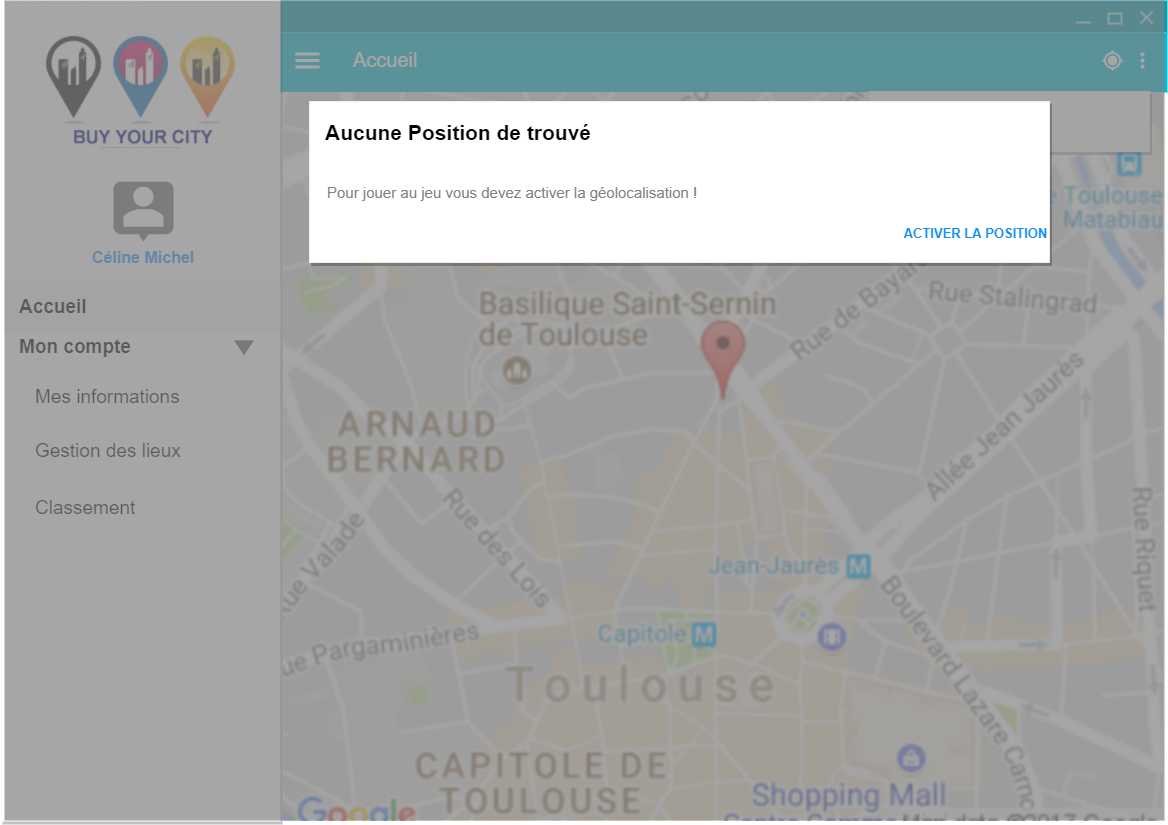 BUY YOUR CITY
Céline Michel
Accueil
Mon compte
Mes informations
Gestion des lieux
Classement
Accueil
Aucune Position de trouvé
Pour jouer au jeu vous devez activer la géolocalisation !
ACTIVER LA POSITION
Toulouse
Matabiau
Basilique Saint-Sernin
de Toulouse
Rue de Bayard
Rue Stalingrad
ARNAUD
BERNARD
Allée Jean Jaurès
Rue des Lois
Rue Valade
Rue Riquet
Jean-Jaurès M
Capitole M
Boulevard Lazare Carnot
Rue Pargaminières
Toulouse
CAPITOLE DE
TOULOUSE
Shopping Mall
Google
Map data ©2017 Google